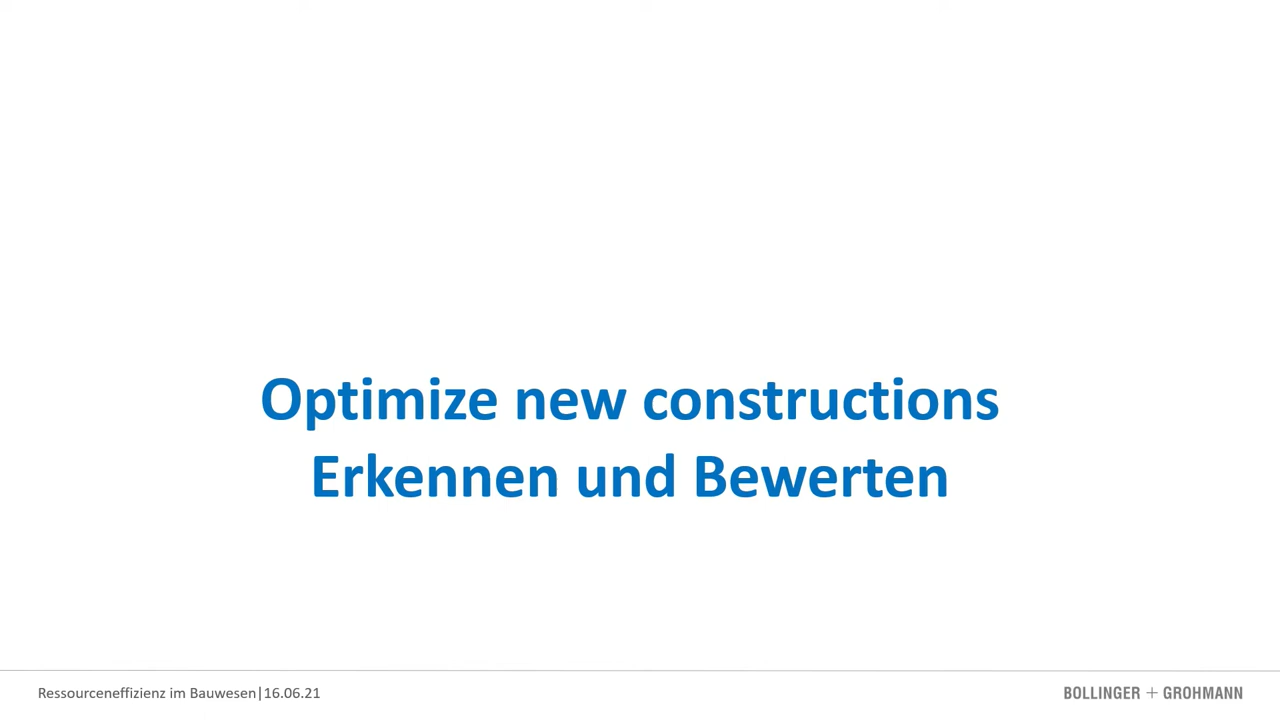 Optimize new constructions
Erkennen und Bewerten
Ressourceneffizienz im Bauwesen|16.06.21
BOLLINGER + GROHMANN